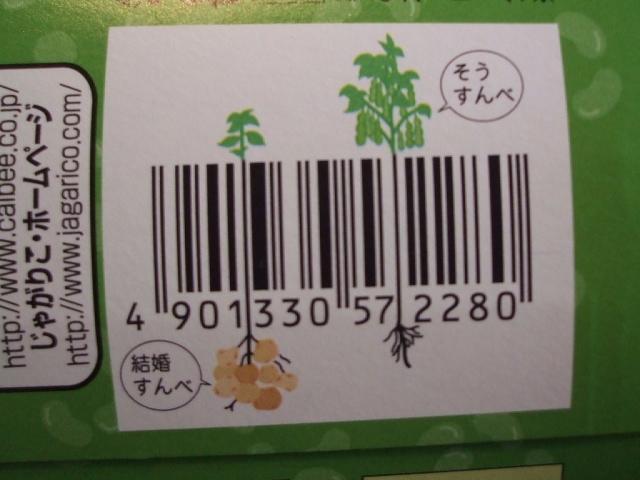 そう
すんべ
4 901330 572280
結婚
すんべ
http://www.calbee.co.jp/
じゃがりこ・ホームページ
http://www.jagarico.com/